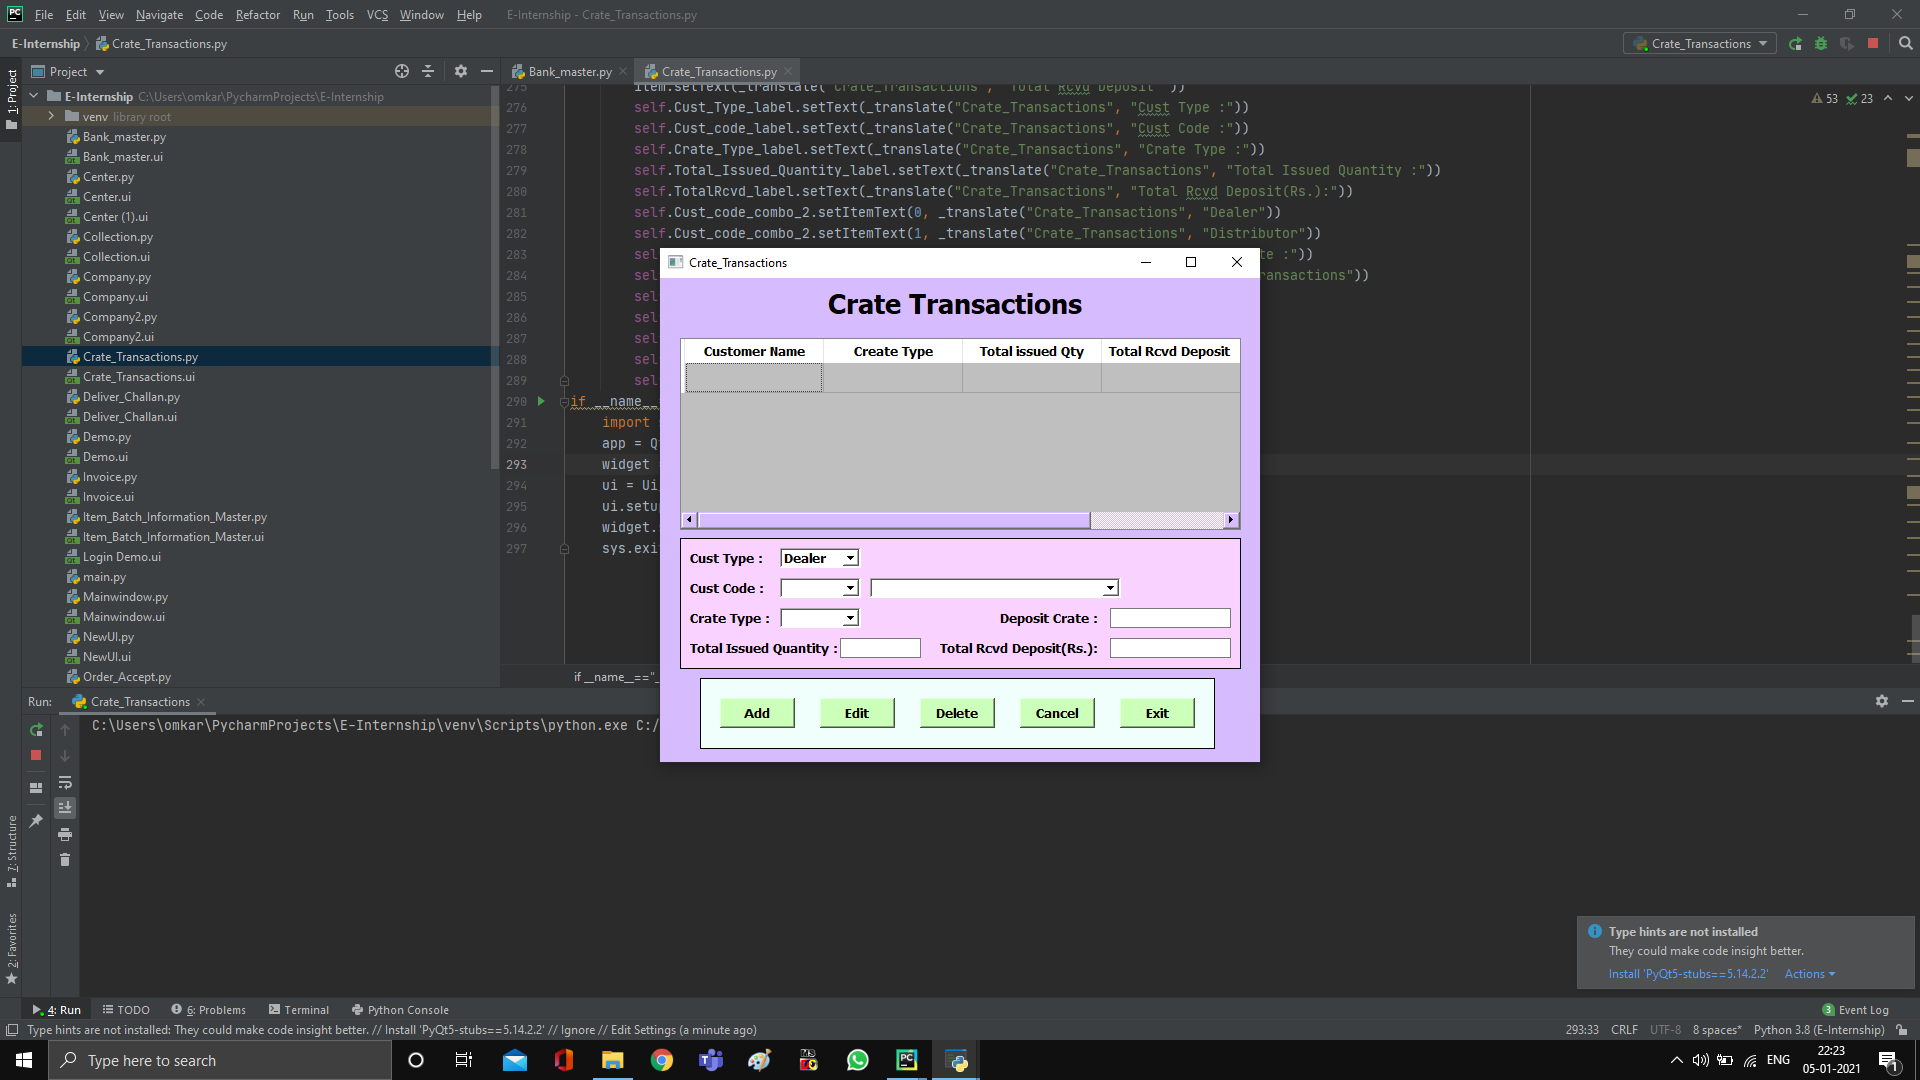 File Edit View Navigate Code Refactor Run Tools VCS Window Help E-Internship - Crate_Transactions.py
E-Internship Crate_Transactions.py
Crate_Transactions
Project
Bank_master.py
Crate_Transactions.py
1: Project
E-Internship C:\Users\omkar\PycharmProjects\E-Internship
venv library root
Bank_master.py
Bank_master.ui
Center.py
Center.ui
Center (1).ui
Collection.py
Collection.ui
Company.py
Company.ui
Company2.py
Company2.ui
Crate_Transactions.py
Crate_Transactions.ui
Deliver_Challan.py
Deliver_Challan.ui
Demo.py
Demo.ui
Invoice.py
Invoice.ui
Item_Batch_Information_Master.py
Item_Batch_Information_Master.ui
Login Demo.ui
main.py
Mainwindow.py
Mainwindow.ui
NewUI.py
NewUI.ui
Order_Accept.py
53 23
275 item.setText(_translate("Crate_Transactions", "Total Rcvd Deposit"))
276 self.Cust_Type_label.setText(_translate("Crate_Transactions", "Cust Type :"))
277 self.Cust_code_label.setText(_translate("Crate_Transactions", "Cust Code :"))
278 self.Crate_Type_label.setText(_translate("Crate_Transactions", "Crate Type :"))
279 self.Total_Issued_Quantity_label.setText(_translate("Crate_Transactions", "Total Issued Quantity :"))
280 self.TotalRcvd_label.setText(_translate("Crate_Transactions", "Total Rcvd Deposit(Rs.):"))
281 self.Cust_code_combo_2.setItemText(0, _translate("Crate_Transactions", "Dealer"))
282 self.Cust_code_combo_2.setItemText(1, _translate("Crate_Transactions", "Distributor"))
283 sel te :"))
284 sel ransactions"))
285 sel
286 sel
287 sel
288 sel
289 sel
290 if __name__
291 import
292 app = Q
293 widget
294 ui = Ui
295 ui.setu
296 widget.
297 sys.exi
if __name__=="_
Crate_Transactions
Crate Transactions
Customer Name Create Type Total issued Qty Total Rcvd Deposit
Cust Type : Dealer
Cust Code :
Crate Type : Deposit Crate :
Total Issued Quantity : Total Rcvd Deposit(Rs.):
Add Edit Delete Cancel Exit
Run: Crate_Transactions
C:\Users\omkar\PycharmProjects\E-Internship\venv\Scripts\python.exe C:/
7: Structure
2: Favorites
Type hints are not installed
They could make code insight better.
Install 'PyQt5-stubs==5.14.2.2' Actions
4: Run TODO 6: Problems Terminal Python Console 3 Event Log
Type hints are not installed: They could make code insight better. // Install 'PyQt5-stubs==5.14.2.2' // Ignore // Edit Settings (a minute ago) 293:33 CRLF UTF-8 8 spaces* Python 3.8 (E-Internship)
Type here to search
ENG
22:23
05-01-2021
1